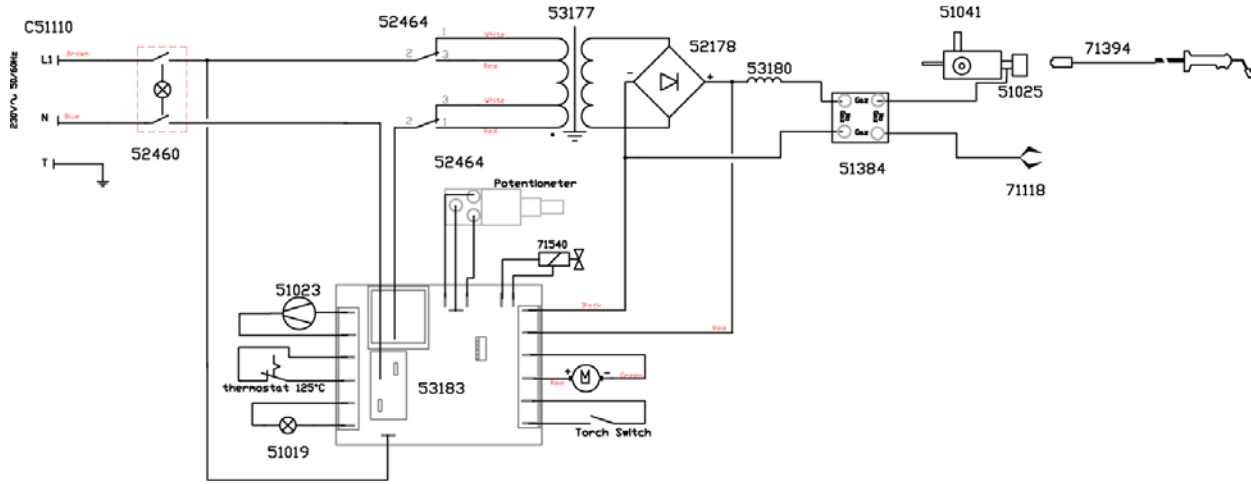 C51110
230V~ 50/60Hz
L1
Brown
N
Blue
T
52460
52464
2
1
3
White
Red
3
2
1
White
Red
53177
52178
-
+
53180
51041
51025
71394
Gaz
Gaz
51384
71118
52464
Potentiometer
71540
51023
thermostat 125°C
51019
53183
Black
Red
+
M
-
Red
Green
Torch Switch